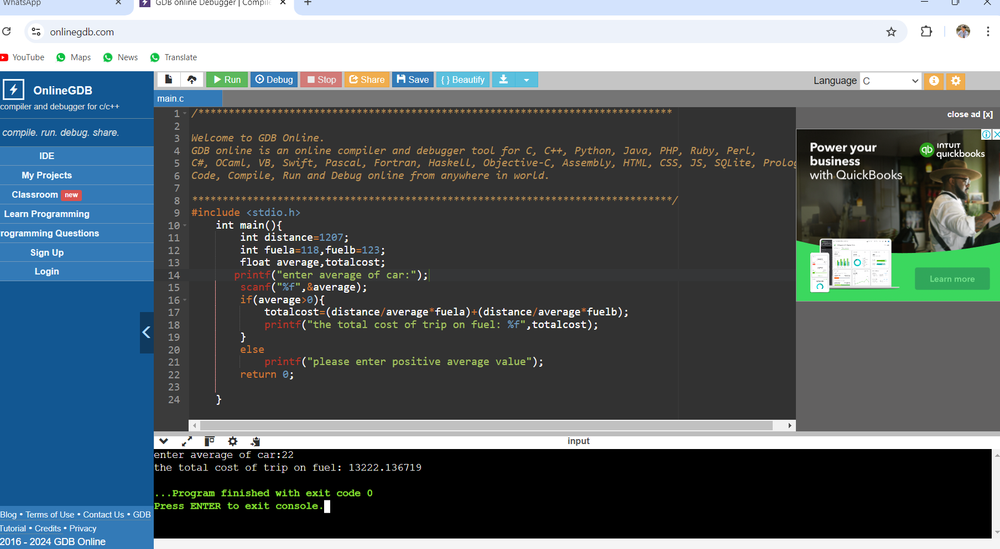 WhatsApp
GDB online Debugger | Compile
onlinegdb.com
YouTube Maps News Translate
OnlineGDB
compiler and debugger for c/c++
compile. run. debug. share.
IDE
My Projects
Classroom new
Learn Programming
rogramming Questions
Sign Up
Login
Blog • Terms of Use • Contact Us • GDB
Tutorial • Credits • Privacy
2016 - 2024 GDB Online
Run Debug Stop Share Save { } Beautify
Language C
main.c
1 /******************************************************************************
2
3 Welcome to GDB Online.
4 GDB online is an online compiler and debugger tool for C, C++, Python, Java, PHP, Ruby, Perl,
5 C#, OCaml, VB, Swift, Pascal, Fortran, Haskell, Objective-C, Assembly, HTML, CSS, JS, SQLite, Prolog
6 Code, Compile, Run and Debug online from anywhere in world.
7
8 *******************************************************************************/
9 #include <stdio.h>
10 int main(){
11 int distance=1207;
12 int fuela=118,fuelb=123;
13 float average,totalcost;
14 printf("enter average of car:");
15 scanf("%f",&average);
16 if(average>0){
17 totalcost=(distance/average*fuela)+(distance/average*fuelb);
18 printf("the total cost of trip on fuel: %f",totalcost);
19 }
20 else
21 printf("please enter positive average value");
22 return 0;
23
24 }
close ad [x]
Power your
business
with QuickBooks
INTUIT
quickbooks
Learn more
input
enter average of car:22
the total cost of trip on fuel: 13222.136719
...Program finished with exit code 0
Press ENTER to exit console.